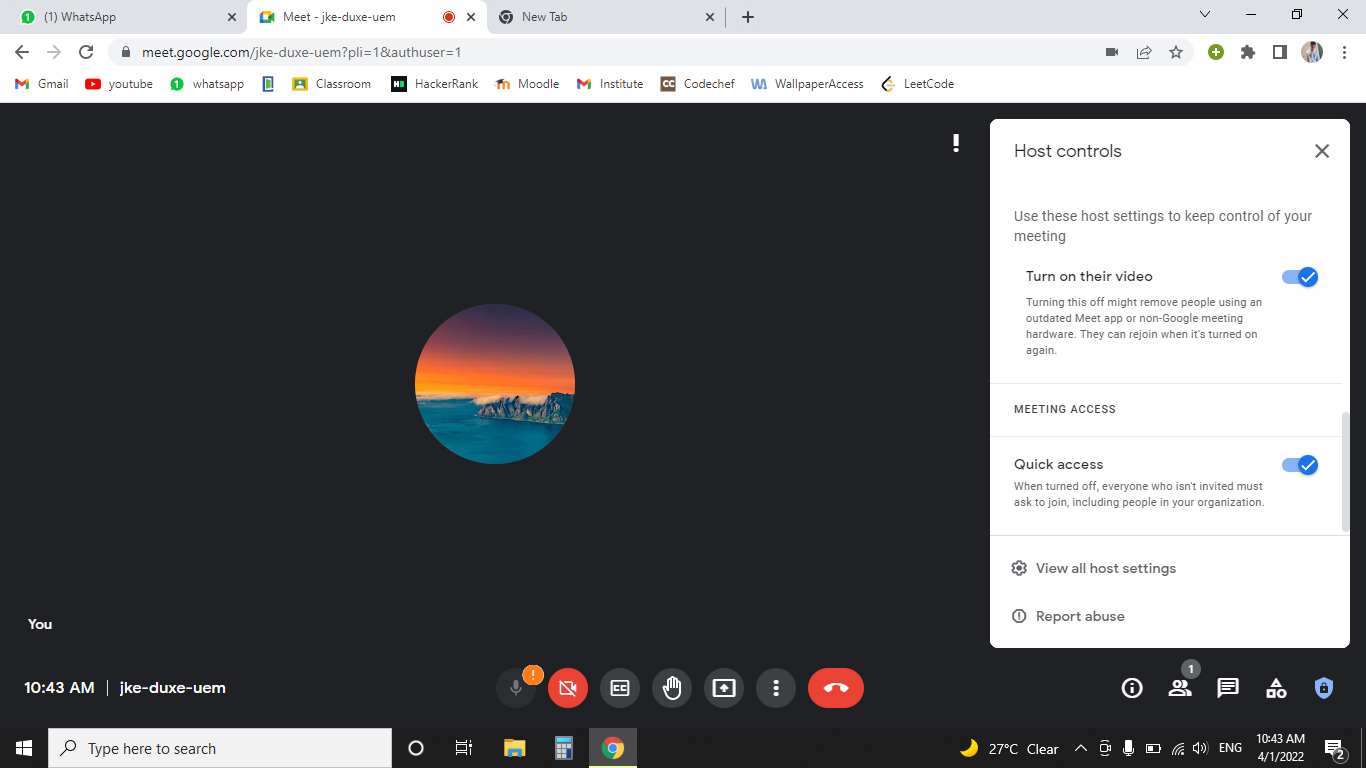 (1) WhatsApp
Meet - jke-duxe-uem
New Tab
meet.google.com/jke-duxe-uem?pli=1&authuser=1
Gmail
youtube
1
whatsapp
Classroom
H
HackerRank
Moodle
Institute
CC
Codechef
WallpaperAccess
LeetCode
Host controls
Use these host settings to keep control of your
meeting
Turn on their video
Turning this off might remove people using an
outdated Meet app or non-Google meeting
hardware. They can rejoin when it's turned on
again.
MEETING ACCESS
Quick access
When turned off, everyone who isn't invited must
ask to join, including people in your organization.
View all host settings
Report abuse
You
10:43 AM | jke-duxe-uem
!
CC
1
Type here to search
27°C Clear
ENG
10:43 AM
4/1/2022
2